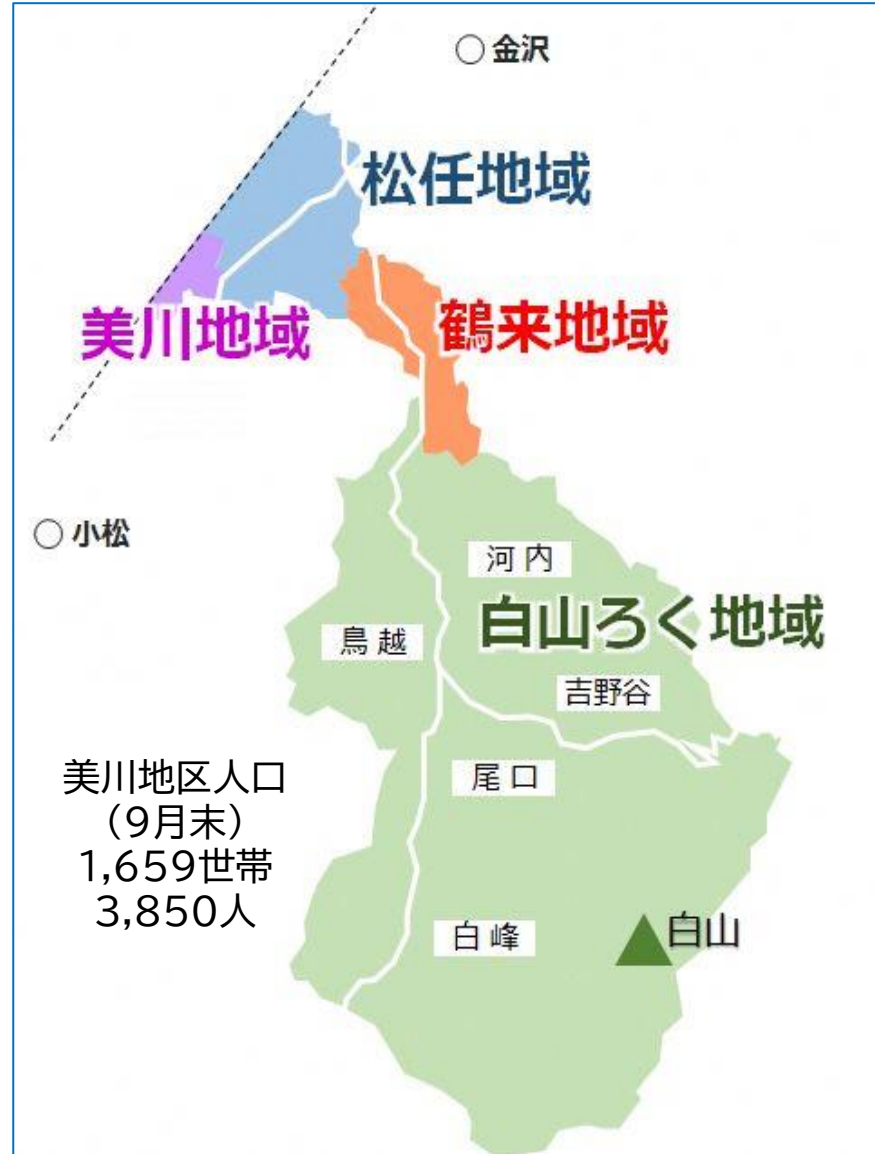 ○ 金沢
松任地域
美川地域
鶴来地域
○ 小松
河内
白山ろく地域
鳥越
吉野谷
美川地区人口
（9月末）
1,659世帯
3,850人
尾口
白峰
白山